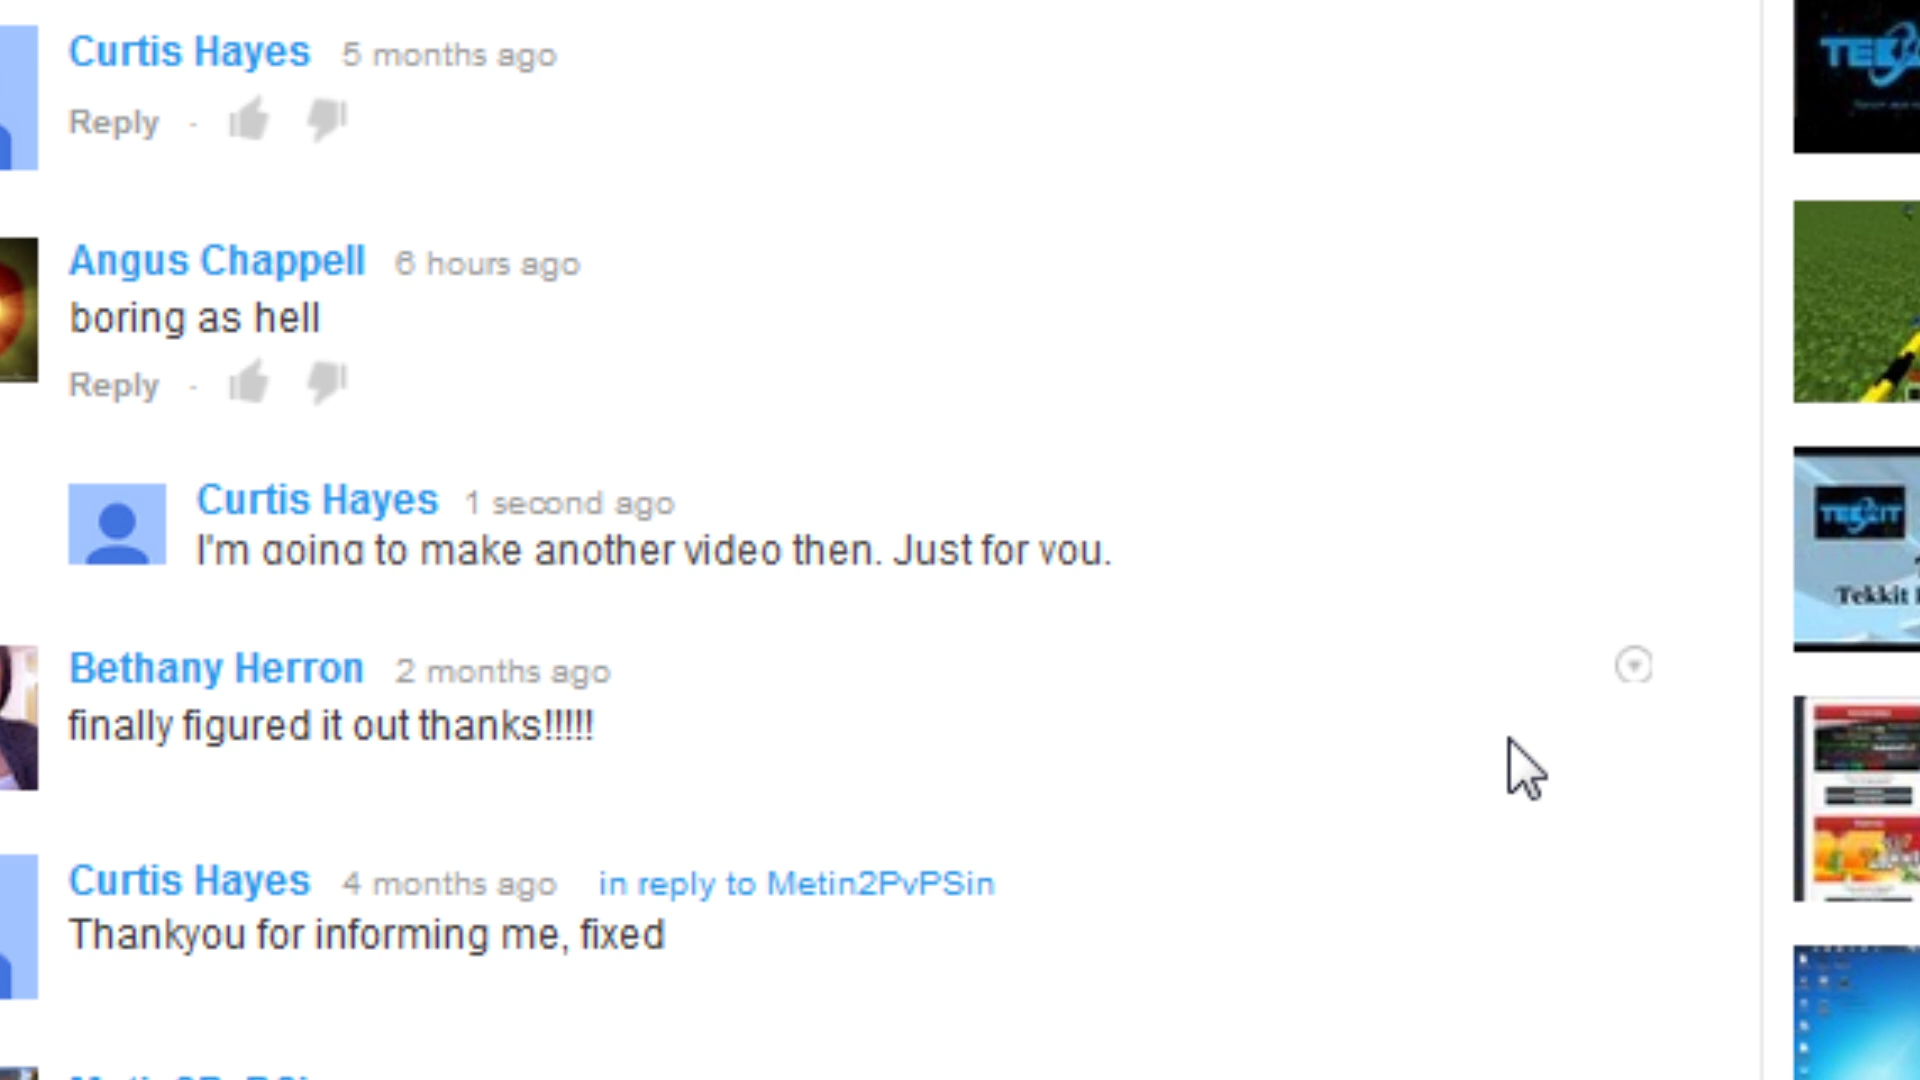 Curtis Hayes 5 months ago
Reply ·
Angus Chappell 6 hours ago
boring as hell
Reply ·
Curtis Hayes 1 second ago
I'm going to make another video then. Just for you.
Bethany Herron 2 months ago
finally figured it out thanks!!!!!
Curtis Hayes 4 months ago in reply to Metin2PvPSin
Thankyou for informing me, fixed
TEKKIT
Tekkit